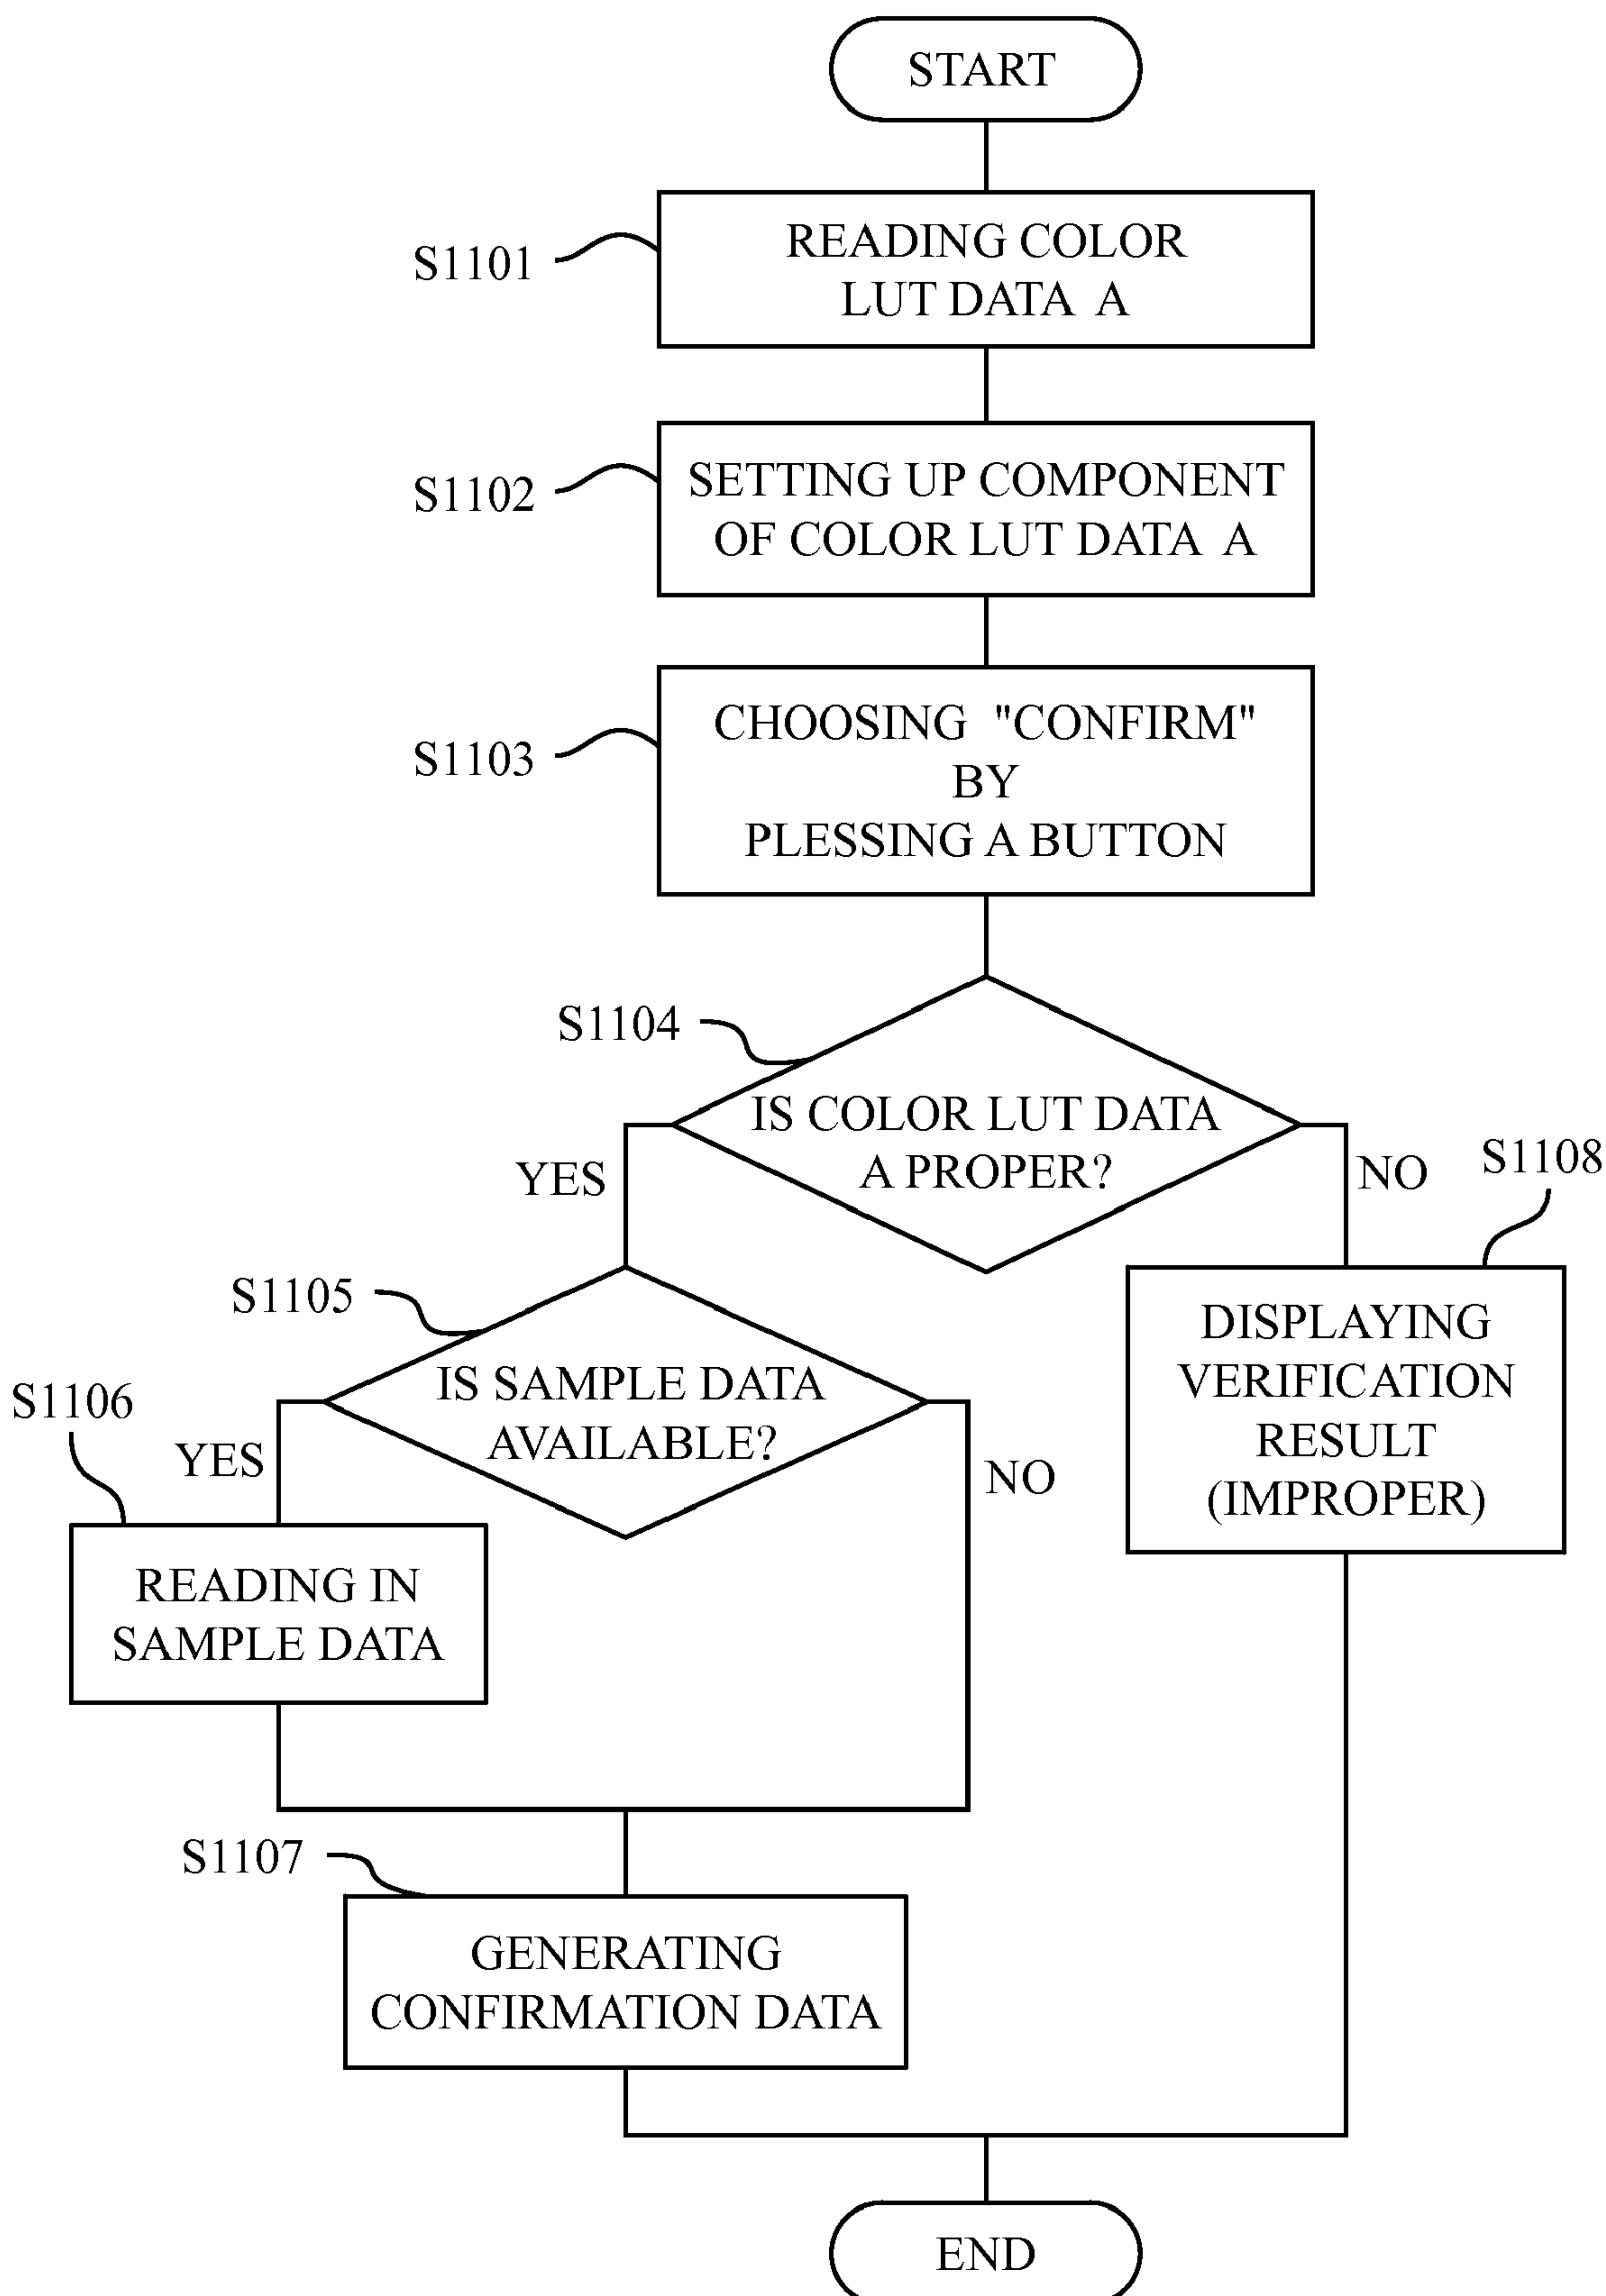 START
S1101
READING COLOR
LUT DATA A
S1102
SETTING UP COMPONENT
OF COLOR LUT DATA A
S1103
CHOOSING "CONFIRM"
BY
PLESSING A BUTTON
S1104
IS COLOR LUT DATA
A PROPER?
YES
NO
S1108
S1105
IS SAMPLE DATA
AVAILABLE?
DISPLAYING
VERIFICATION
RESULT
(IMPROPER)
S1106
YES
NO
READING IN
SAMPLE DATA
S1107
GENERATING
CONFIRMATION DATA
END